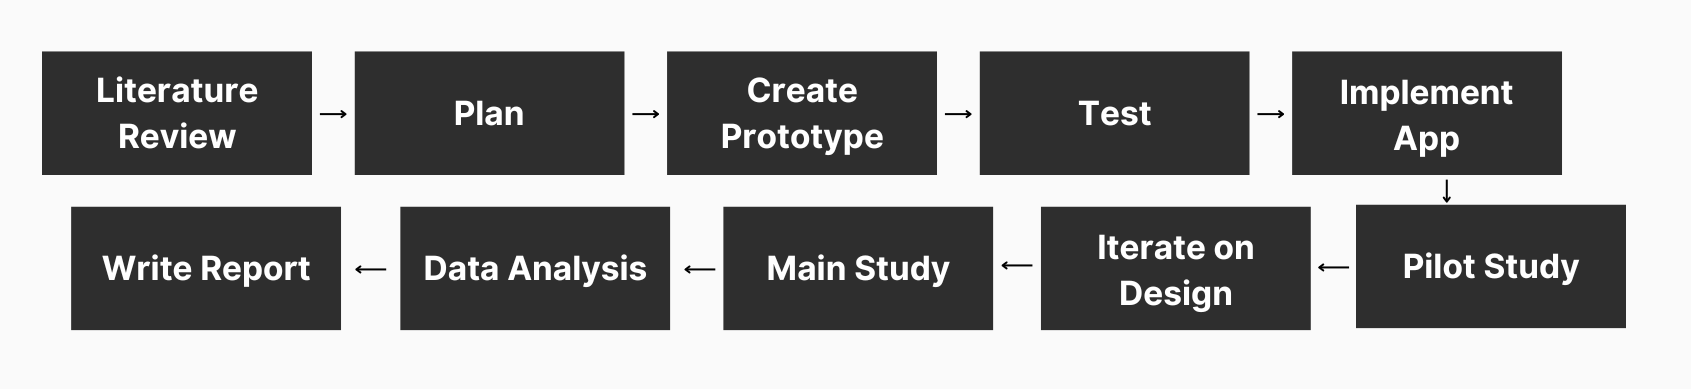 Literature
Review
Plan
Create
Prototype
Test
Implement
App
Pilot Study
Iterate on
Design
Main Study
Data Analysis
Write Report